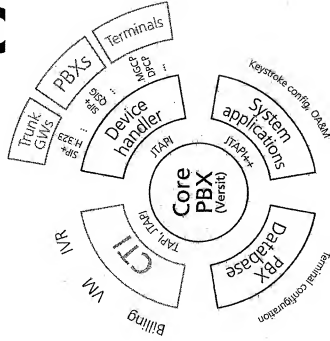 C
Terminals
PBXs
Trunk
GWs
MGCP
DPCP
...
SIP+
QSIG
...
SIP+
H.323
...
Device
handler
JTAPI
Keystroke config, OA&M
System
applications
JTAPI++
Core
PBX
(Versit)
TAPI, JTAPI
CTI
IVR
VM
Billing
PBX
Database
Terminal configuration